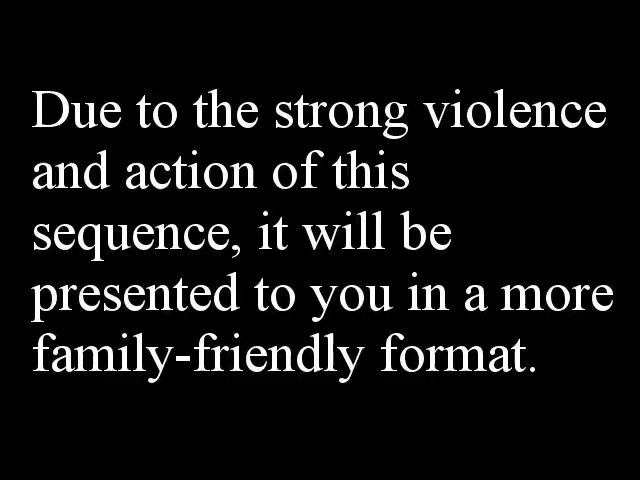 Due to the strong violence
and action of this
sequence, it will be
presented to you in a more
family-friendly format.